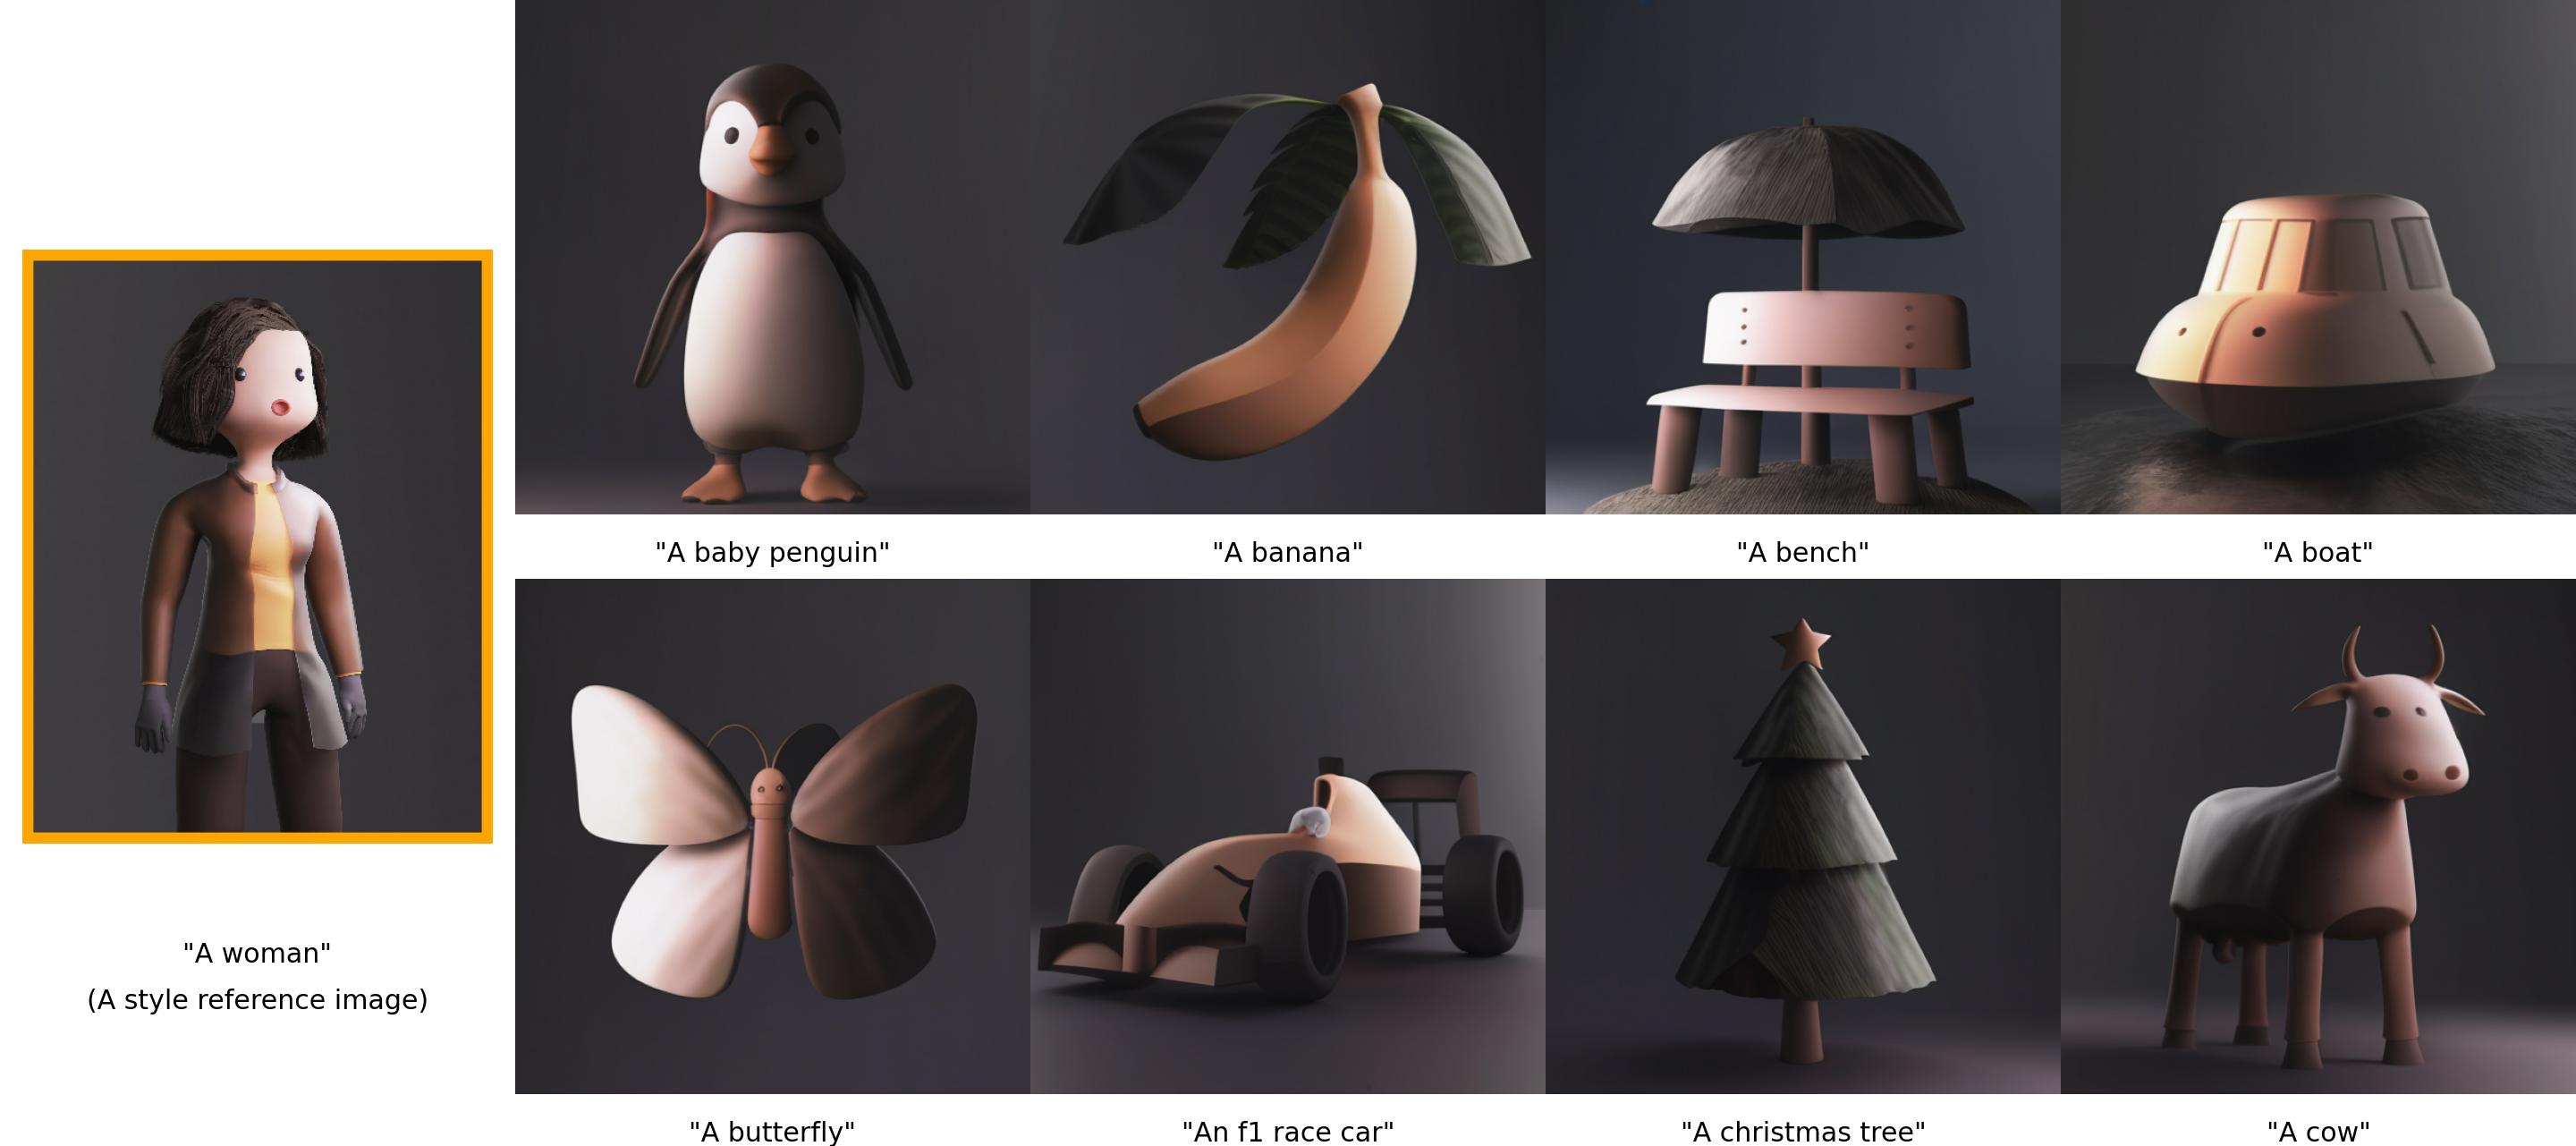 "A baby penguin"
"A banana"
"A bench"
"A boat"
"A woman"
(A style reference image)
"A butterfly"
"An f1 race car"
"A christmas tree"
"A cow"